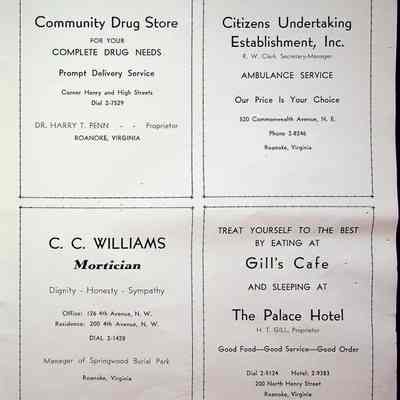 Community Drug Store
FOR YOUR
COMPLETE DRUG NEEDS
Prompt Delivery Service
Corner Henry and High Streets
Dial 2-7529
DR. HARRY T. PENN - - Proprietor
ROANOKE, VIRGINIA
Citizens Undertaking
Establishment, Inc.
R. W. Clark, Secretary-Manager
AMBULANCE SERVICE
Our Price Is Your Choice
520 Commonwealth Avenue, N. E.
Phone 2-8246
Roanoke, Virginia
C. C. WILLIAMS
Mortician
Dignity - Honesty - Sympathy
Office: 126 4th Avenue, N. W.
Residence: 200 4th Avenue, N. W.
DIAL 2-1428
Manager of Springwood Burial Park
Roanoke, Virginia
TREAT YOURSELF TO THE BEST
BY EATING AT
Gill's Cafe
AND SLEEPING AT
The Palace Hotel
H. T. GILL, Proprietor
Good Food—Good Service—Good Order
Dial 2-9124 Hotel: 2-9383
200 North Henry Street
Roanoke, Virginia